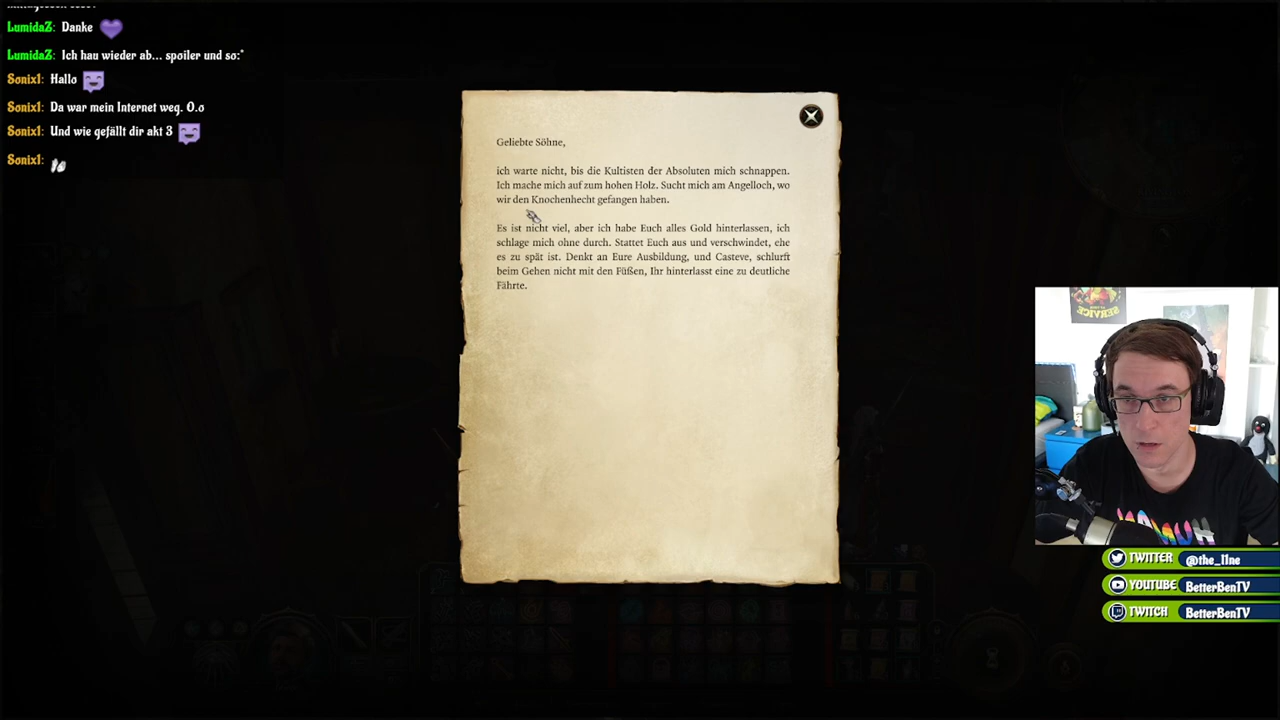 LumidaZ: Danke
LumidaZ: Ich hau wieder ab... spoiler und so:*
Sonix1: Hallo
Sonix1: Da war mein Internet weg. O.o
Sonix1: Und wie gefällt dir akt 3
Sonix1:
Geliebte Söhne,
ich warte nicht, bis die Kultisten der Absoluten mich schnappen.
Ich mache mich auf zum hohen Holz. Sucht mich am Angelloch, wo
wir den Knochenhecht gefangen haben.
Es ist nicht viel, aber ich habe Euch alles Gold hinterlassen, ich
schlage mich ohne durch. Stattet Euch aus und verschwindet, ehe
es zu spät ist. Denkt an Eure Ausbildung, und Casteve, schlurft
beim Gehen nicht mit den Füßen, Ihr hinterlasst eine zu deutliche
Fährte.
SERVICE
TWITTER @the_l1ne
YOUTUBE BetterBenTV
TWITCH BetterBenTV